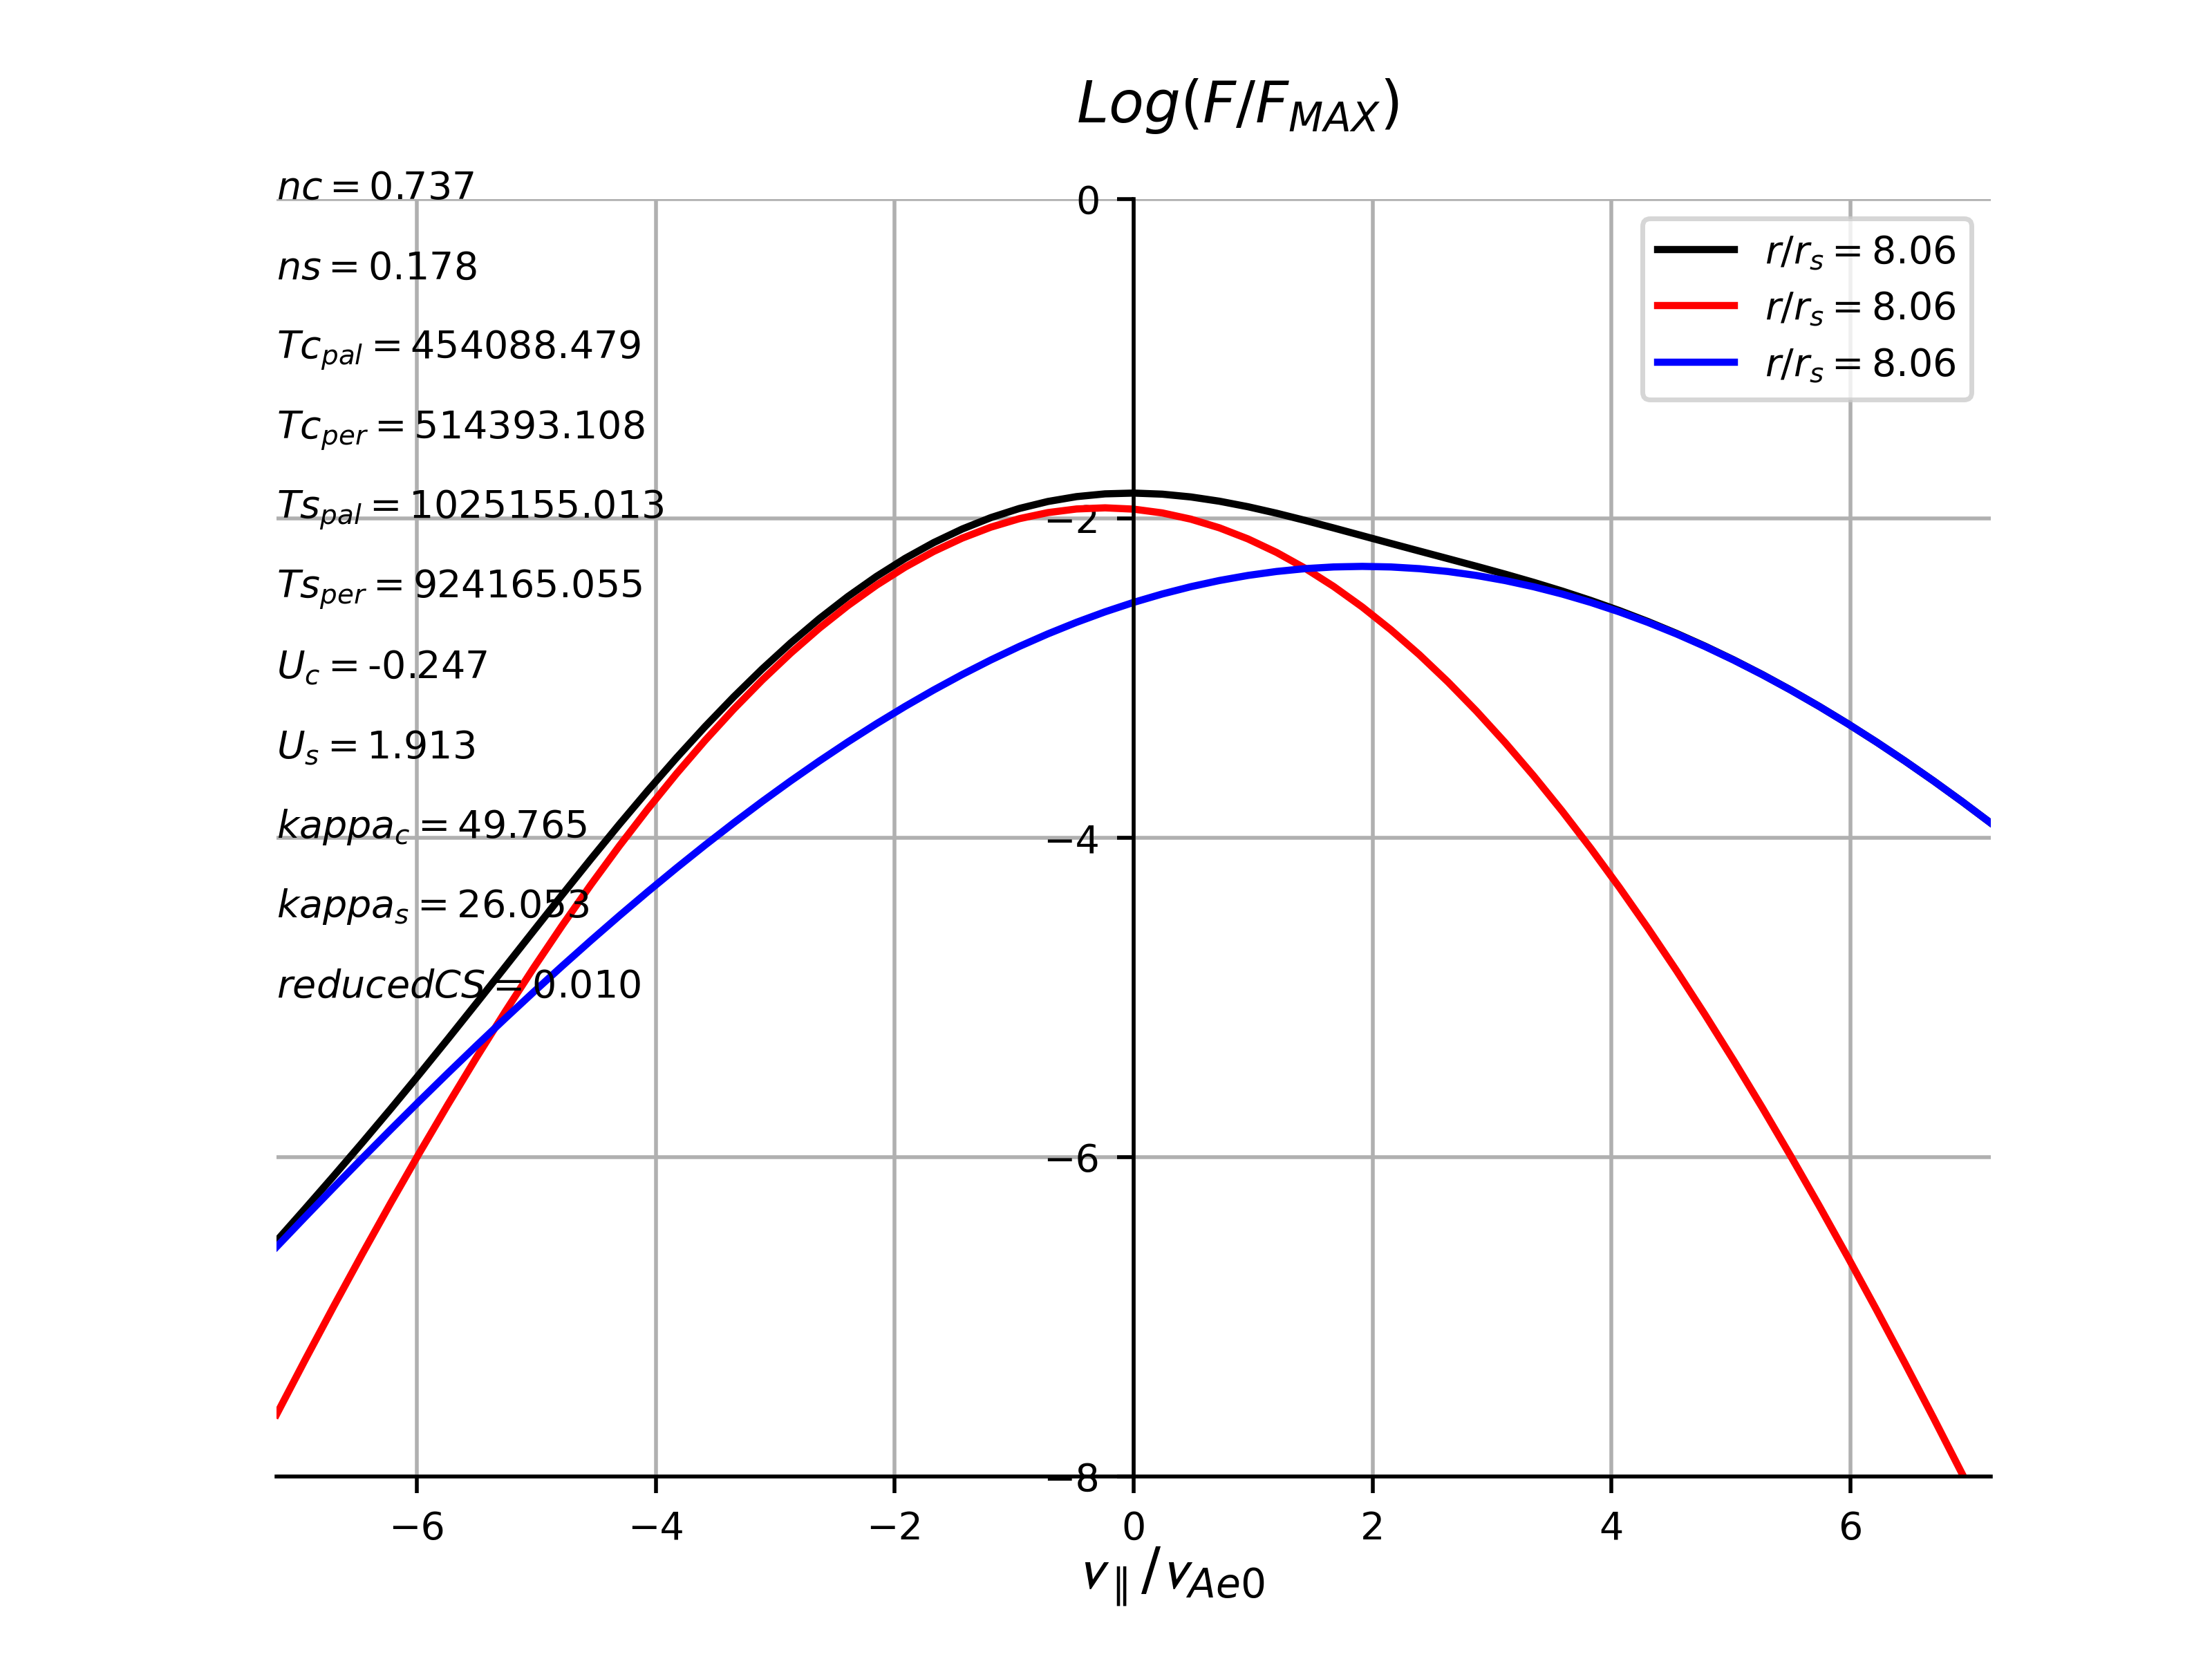 Log(F/F_MAX)
nc = 0.737
ns = 0.178
Tc_pal = 454088.479
Tc_per = 514393.108
Ts_pal = 1025155.013
Ts_per = 924165.055
U_c = -0.247
U_s = 1.913
kappa_c = 49.765
kappa_s = 26.053
reducedCS = 0.010
r/r_s = 8.06
r/r_s = 8.06
r/r_s = 8.06
0
−2
−4
−6
−8
−6 −4 −2 0 2 4 6
v_∥/v_Ae0